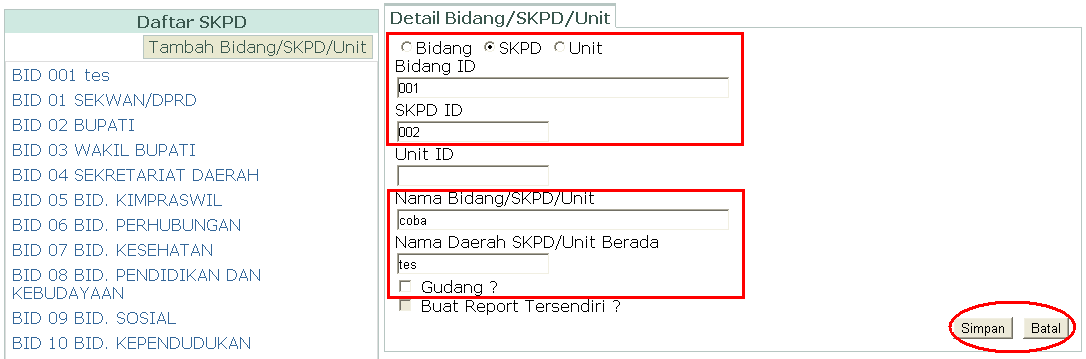 Daftar SKPD
Tambah Bidang/SKPD/Unit
BID 001 tes
BID 01 SEKWAN/DPRD
BID 02 BUPATI
BID 03 WAKIL BUPATI
BID 04 SEKRETARIAT DAERAH
BID 05 BID. KIMPRASWIL
BID 06 BID. PERHUBUNGAN
BID 07 BID. KESEHATAN
BID 08 BID. PENDIDIKAN DAN
KEBUDAYAAN
BID 09 BID. SOSIAL
BID 10 BID. KEPENDUDUKAN
Detail Bidang/SKPD/Unit
Bidang SKPD Unit
Bidang ID
001
SKPD ID
002
Unit ID
Nama Bidang/SKPD/Unit
coba
Nama Daerah SKPD/Unit Berada
tes
Gudang ?
Buat Report Tersendiri ?
Simpan Batal